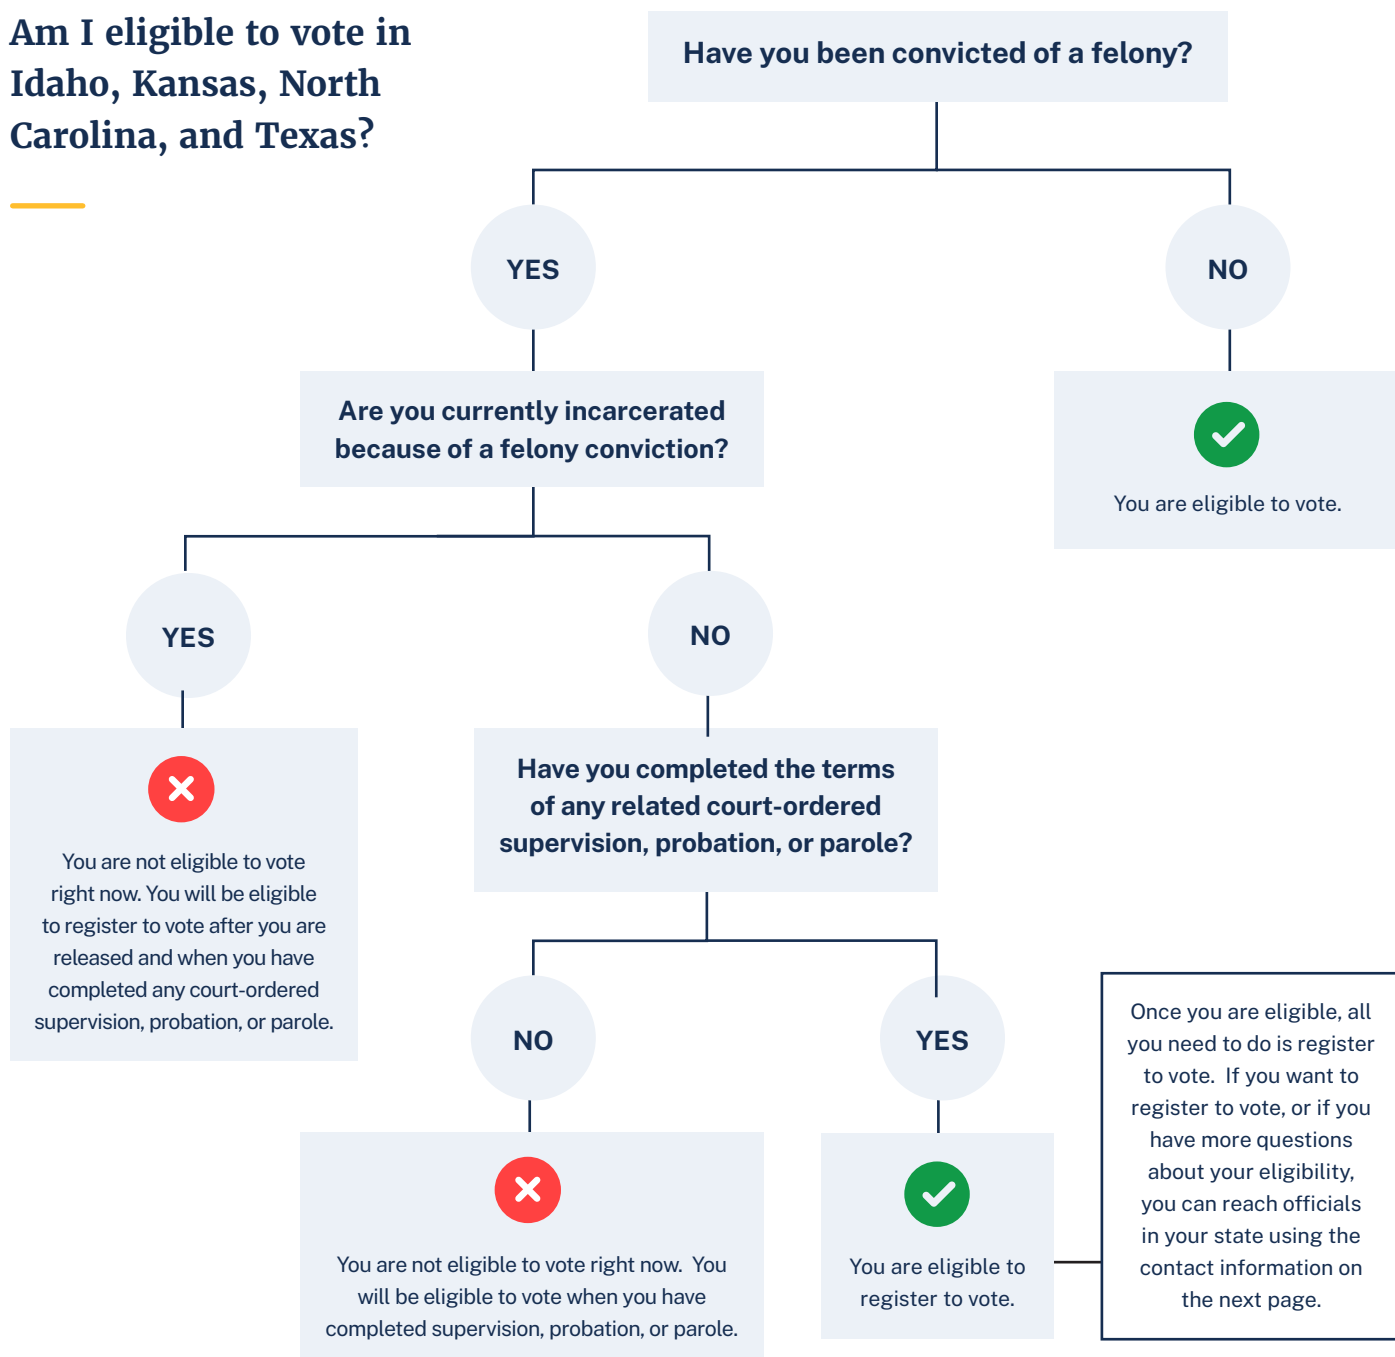 Am I eligible to vote in
Idaho, Kansas, North
Carolina, and Texas?
Have you been convicted of a felony?
YES
NO
Are you currently incarcerated
because of a felony conviction?
You are eligible to vote.
YES
NO
You are not eligible to vote
right now. You will be eligible
to register to vote after you are
released and when you have
completed any court-ordered
supervision, probation, or parole.
Have you completed the terms
of any related court-ordered
supervision, probation, or parole?
NO
YES
You are not eligible to vote right now.  You
will be eligible to vote when you have
completed supervision, probation, or parole.
You are eligible to
register to vote.
Once you are eligible, all
you need to do is register
to vote.  If you want to
register to vote, or if you
have more questions
about your eligibility,
you can reach officials
in your state using the
contact information on
the next page.